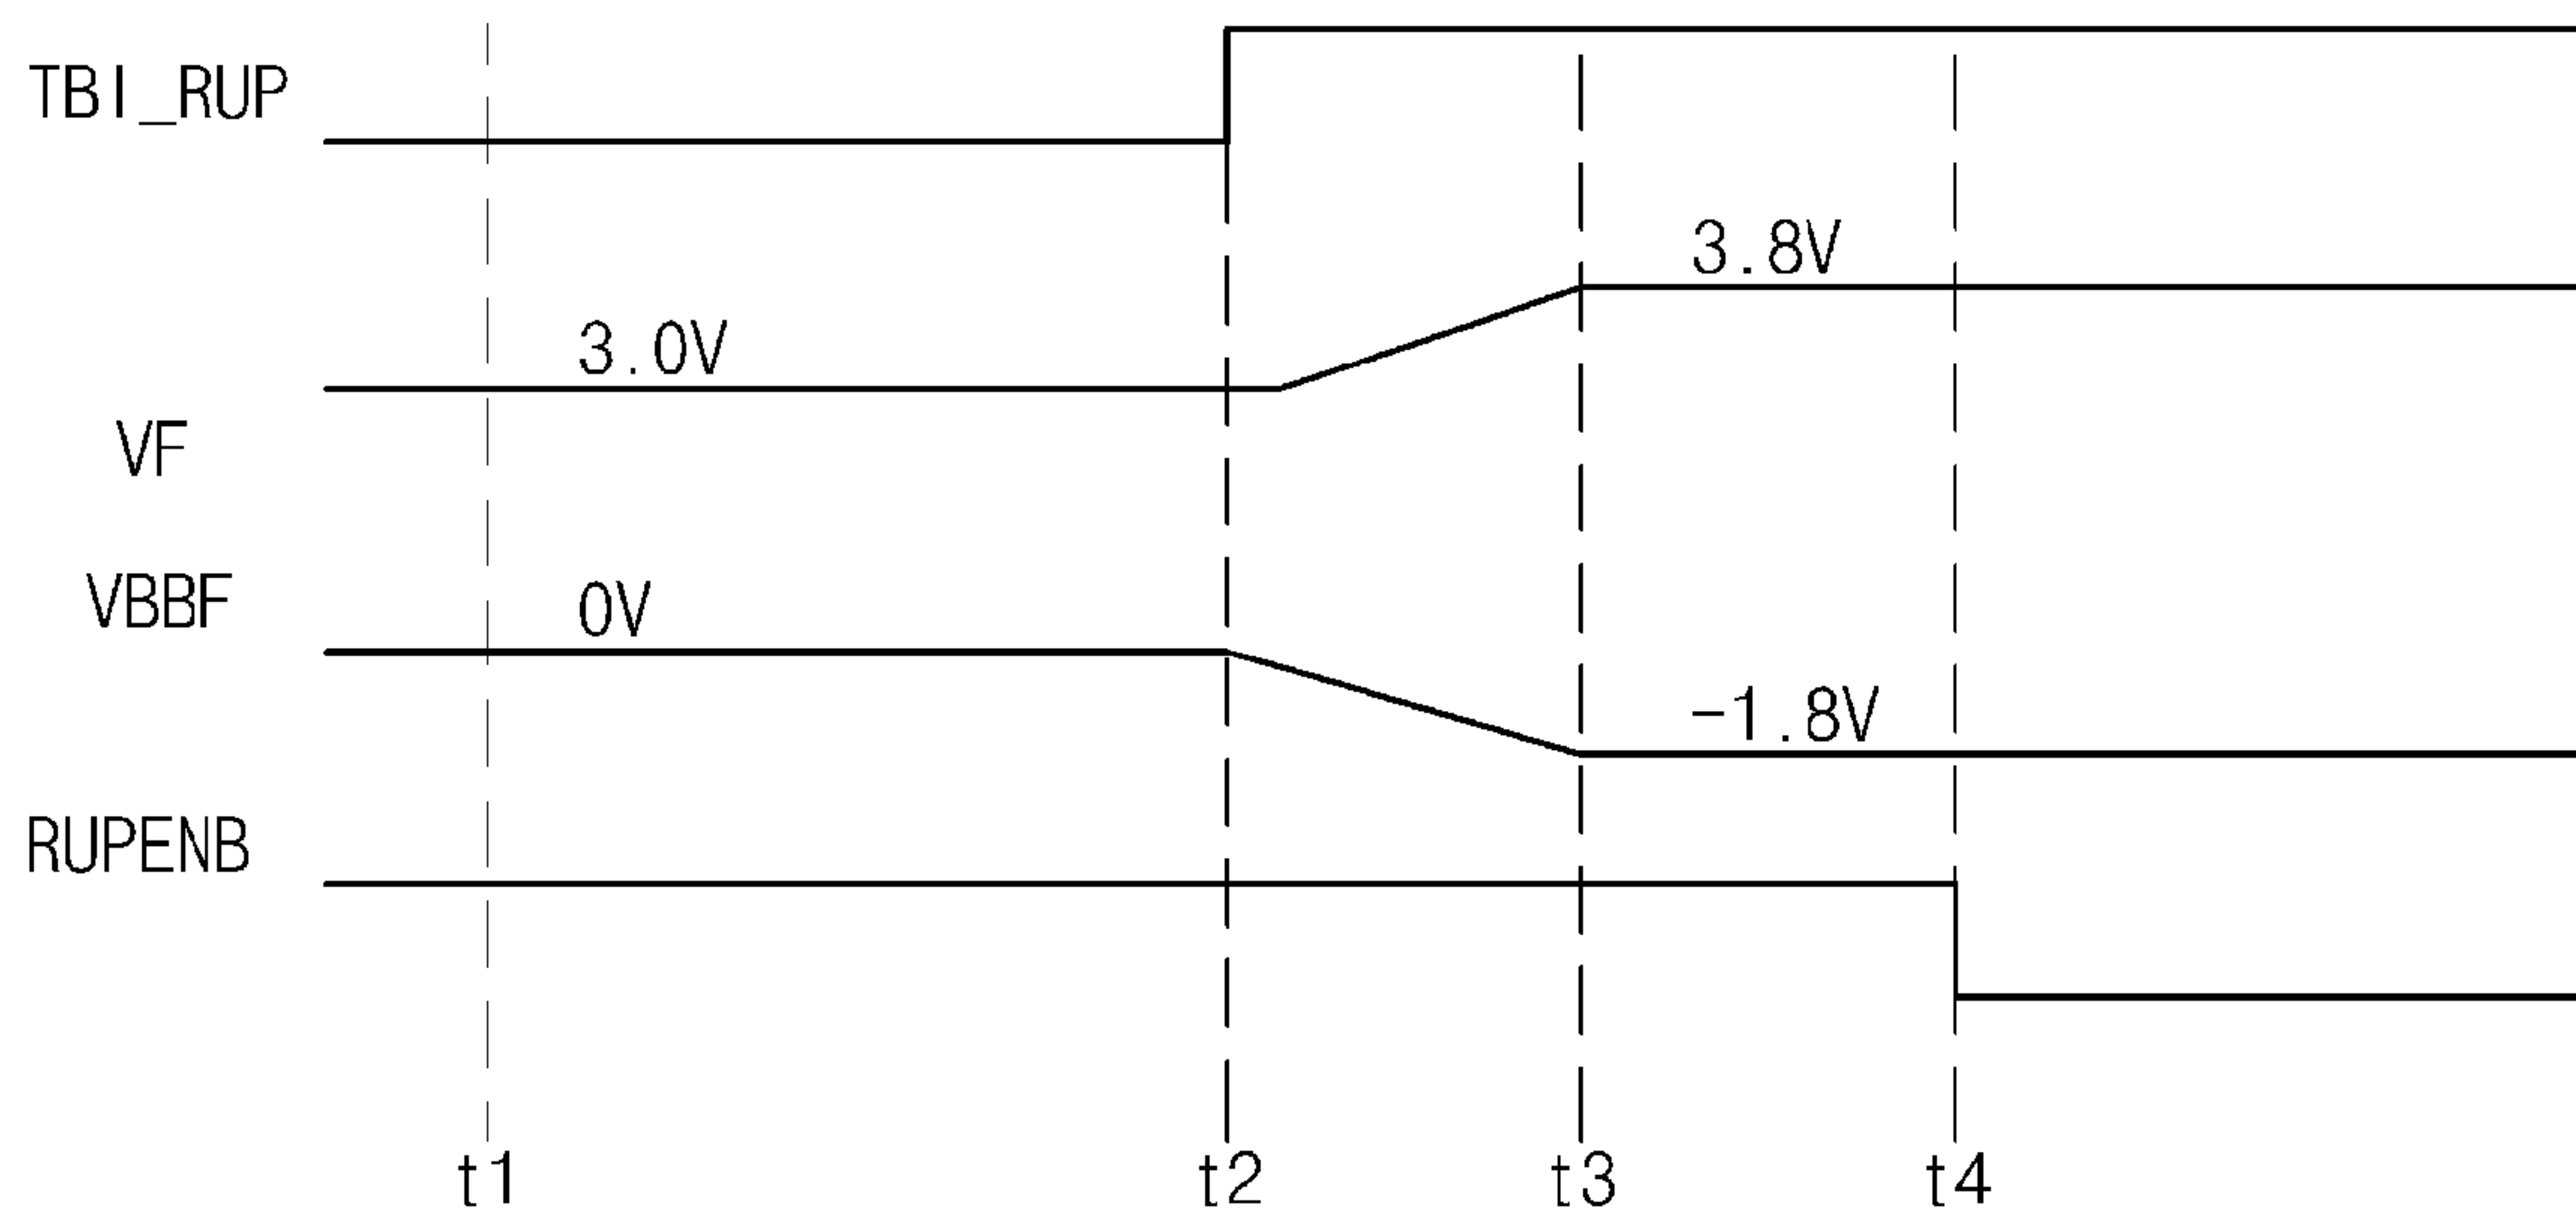 TBI_RUP
3.8V
3.0V
VF
VBBF
0V
-1.8V
RUPENB
t1 t2 t3 t4